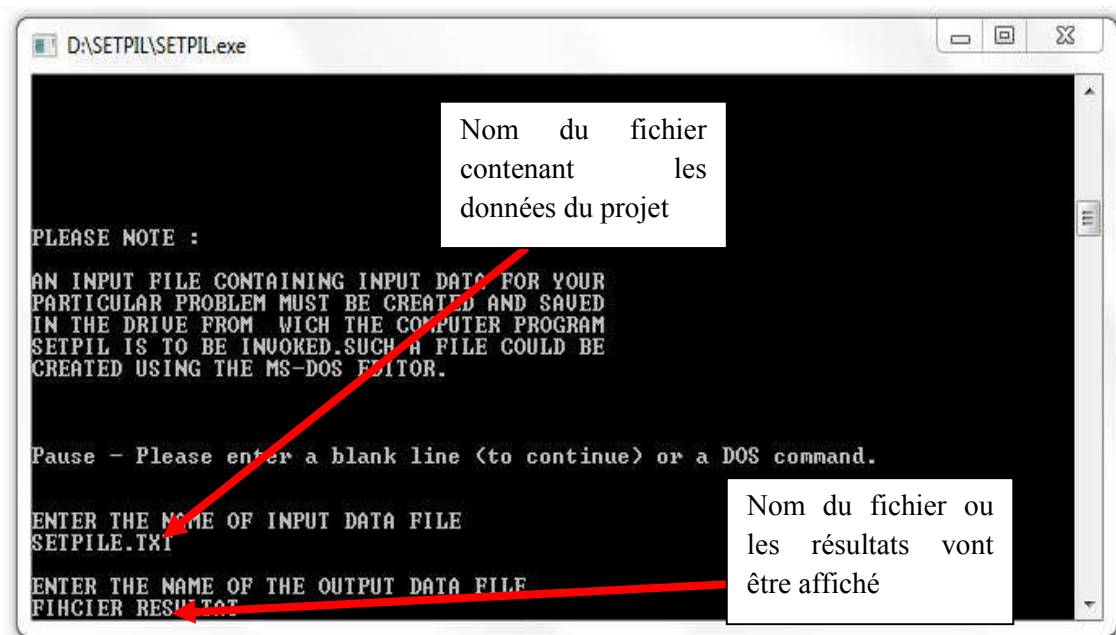 D:\SETPIL\SETPIL.exe
Nom du fichier
contenant les
données du projet
PLEASE NOTE :
AN INPUT FILE CONTAINING INPUT DATA FOR YOUR
PARTICULAR PROBLEM MUST BE CREATED AND SAVED
IN THE DRIVE FROM WICH THE COMPUTER PROGRAM
SETPIL IS TO BE INVOKED.SUCH A FILE COULD BE
CREATED USING THE MS-DOS EDITOR.
Pause - Please enter a blank line (to continue) or a DOS command.
ENTER THE NAME OF INPUT DATA FILE
SETPILE.TXT
Nom du fichier ou
les résultats vont
être affiché
ENTER THE NAME OF THE OUTPUT DATA FILE
FIHCIER RESULTAT